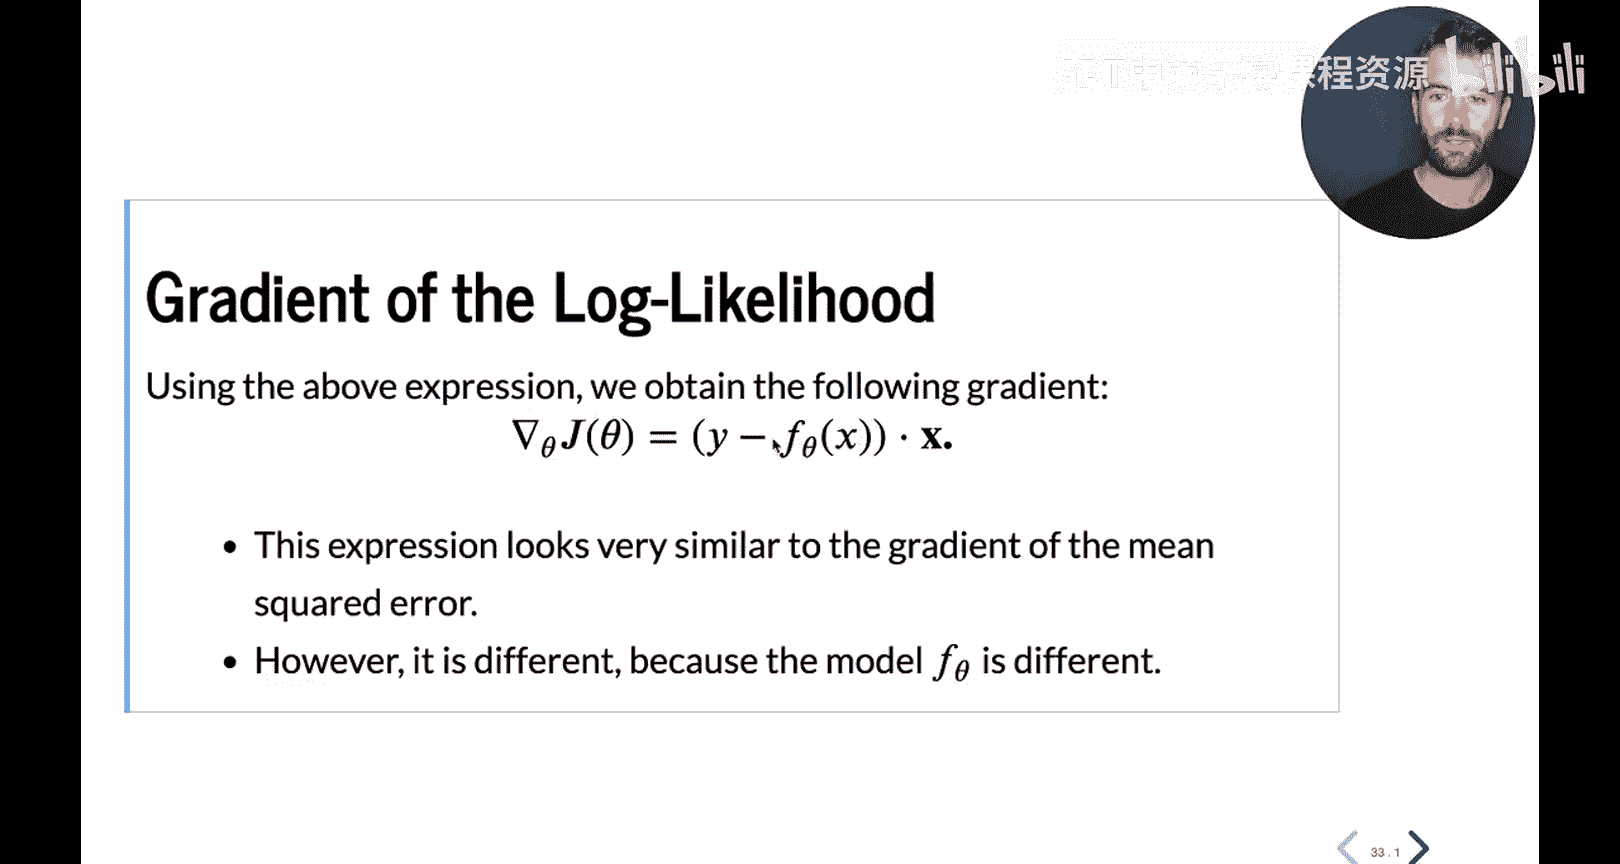 程资源 bilibili
Gradient of the Log-Likelihood
Using the above expression, we obtain the following gradient:
∇θJ(θ) = (y − fθ(x)) · x.
• This expression looks very similar to the gradient of the mean
squared error.
• However, it is different, because the model fθ is different.
33.1